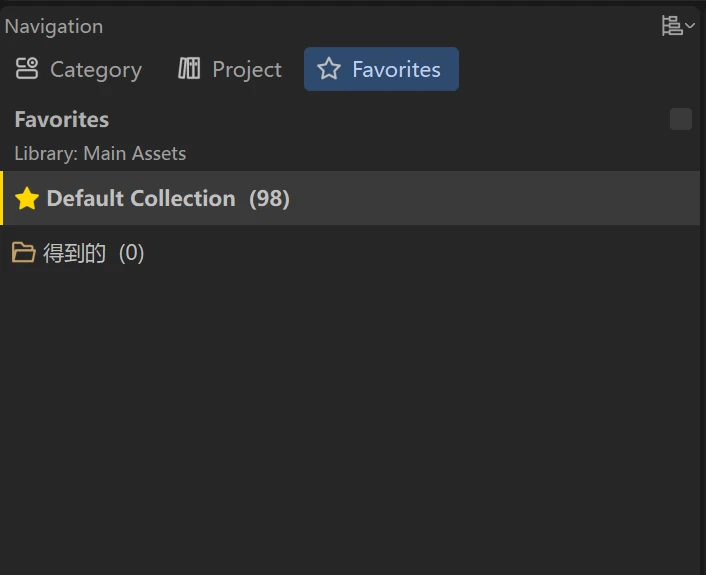 Navigation
Category Project Favorites
Favorites
Library: Main Assets
Default Collection (98)
得到的 (0)